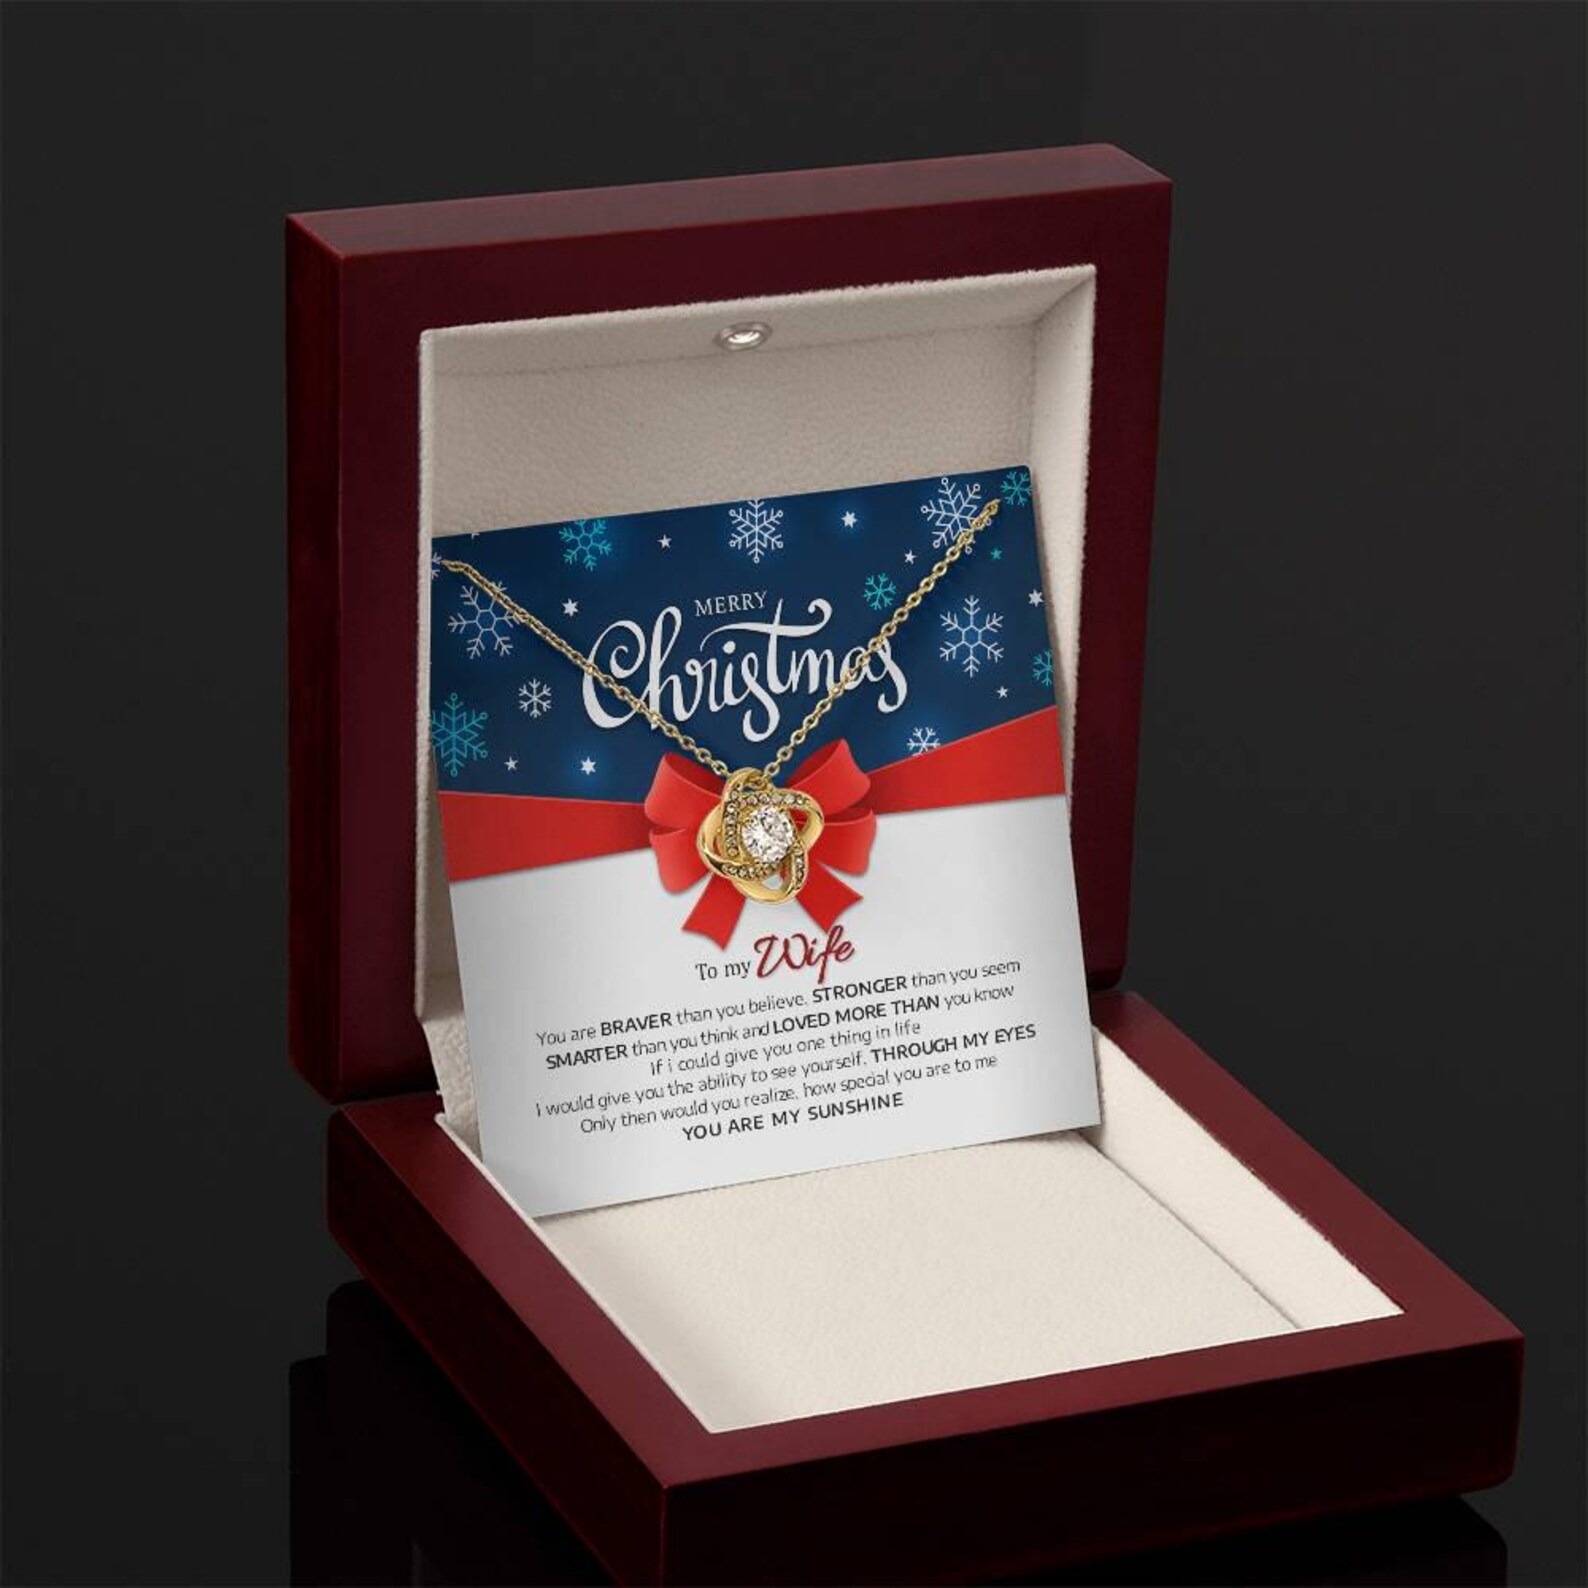 MERRY
Christmas
To my Wife
You are BRAVER than you believe, STRONGER than you seem
SMARTER than you think and LOVED MORE THAN you know
If i could give you one thing in life
I would give you the ability to see yourself, THROUGH MY EYES
Only then would you realize, how special you are to me
YOU ARE MY SUNSHINE